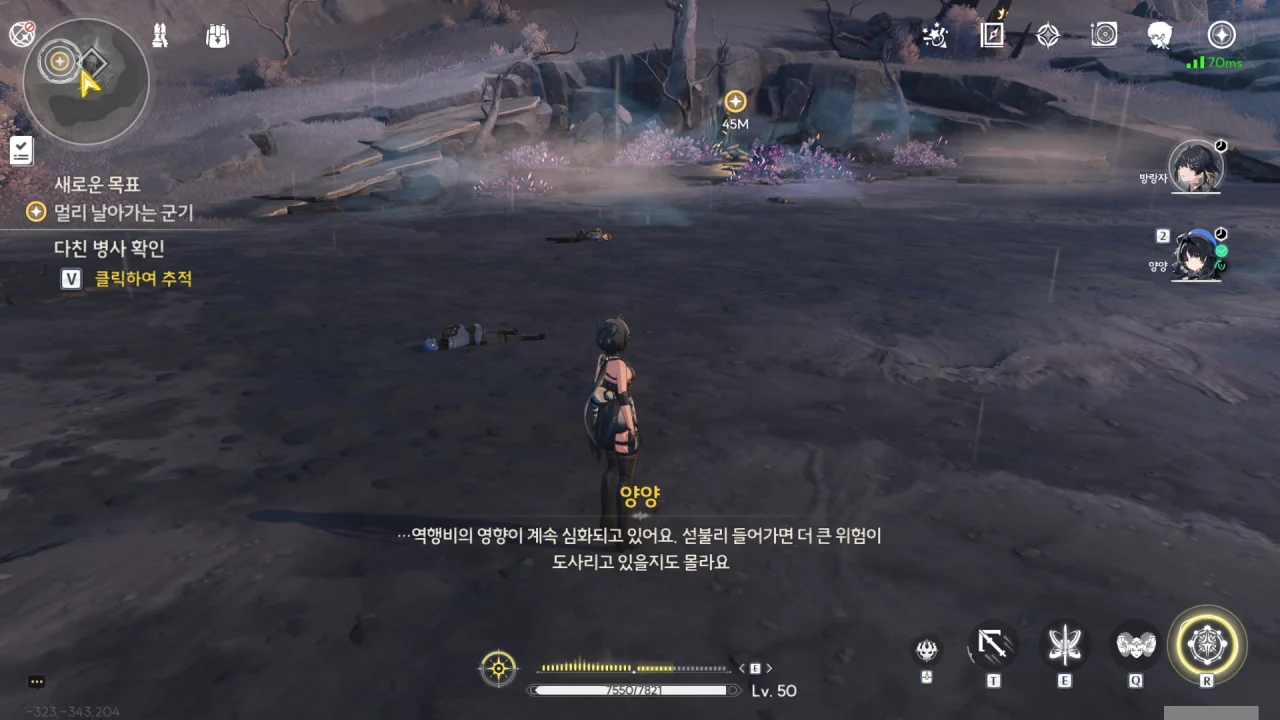 70ms
45M
방랑자
새로운 목표
멀리 날아가는 군기
2
양양
다친 병사 확인
V 클릭하여 추적
양양
…역행비의 영향이 계속 심화되고 있어요. 섣불리 들어가면 더 큰 위험이
도사리고 있을지도 몰라요
E
7550/7821
Lv. 50
T
E
Q
R
-323,-343,204